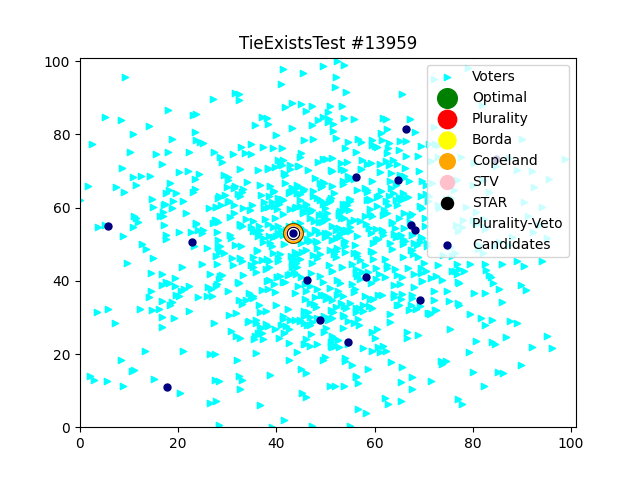 TieExistsTest #13959
100
80
60
40
20
0
0
20
40
60
80
100
Voters
Optimal
Plurality
Borda
Copeland
STV
STAR
Plurality-Veto
Candidates